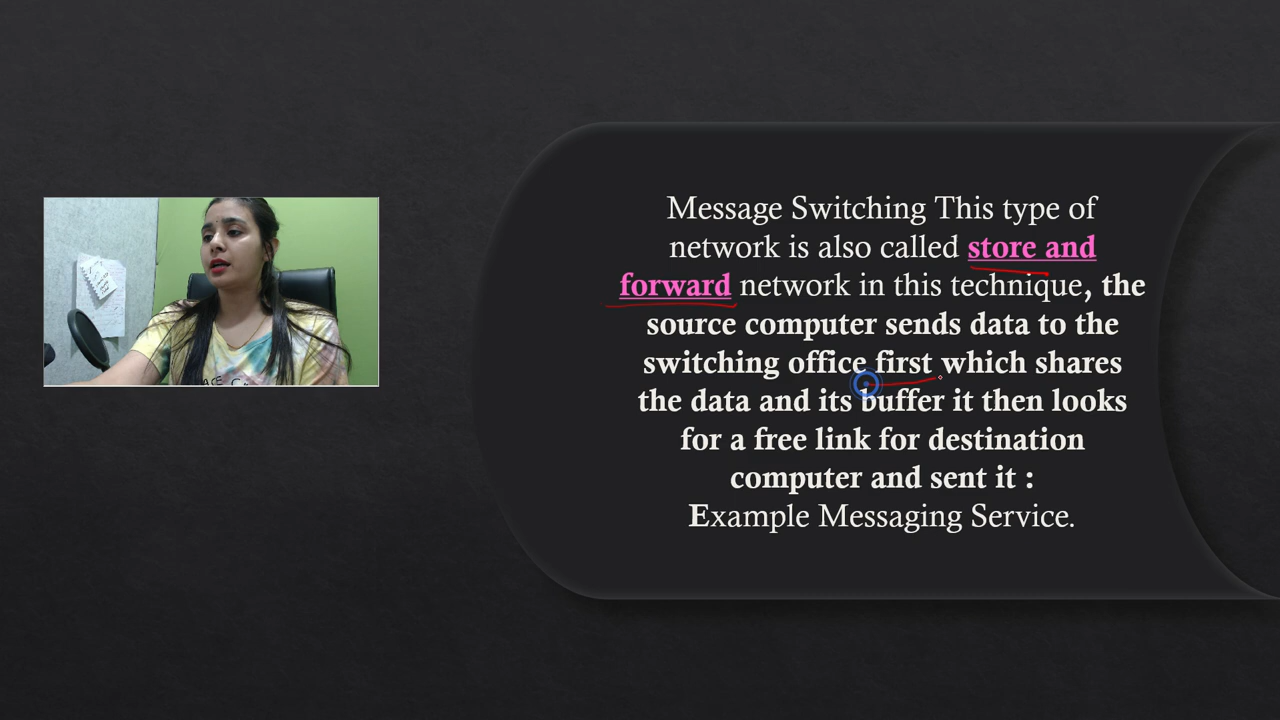 Message Switching This type of
network is also called store and
forward network in this technique, the
source computer sends data to the
switching office first which shares
the data and its buffer it then looks
for a free link for destination
computer and sent it :
Example Messaging Service.